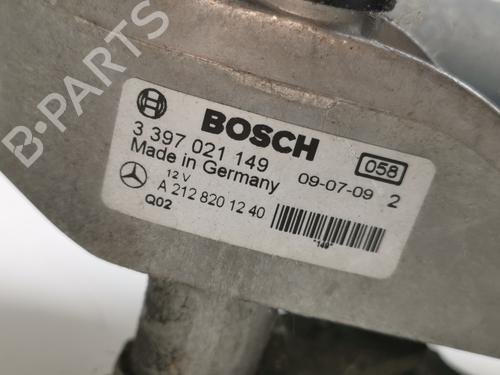 B-PARTS
BOSCH
3 397 021 149
058
Made in Germany
09-07-09 2
12 V
A 212 820 12 40
Q02
149